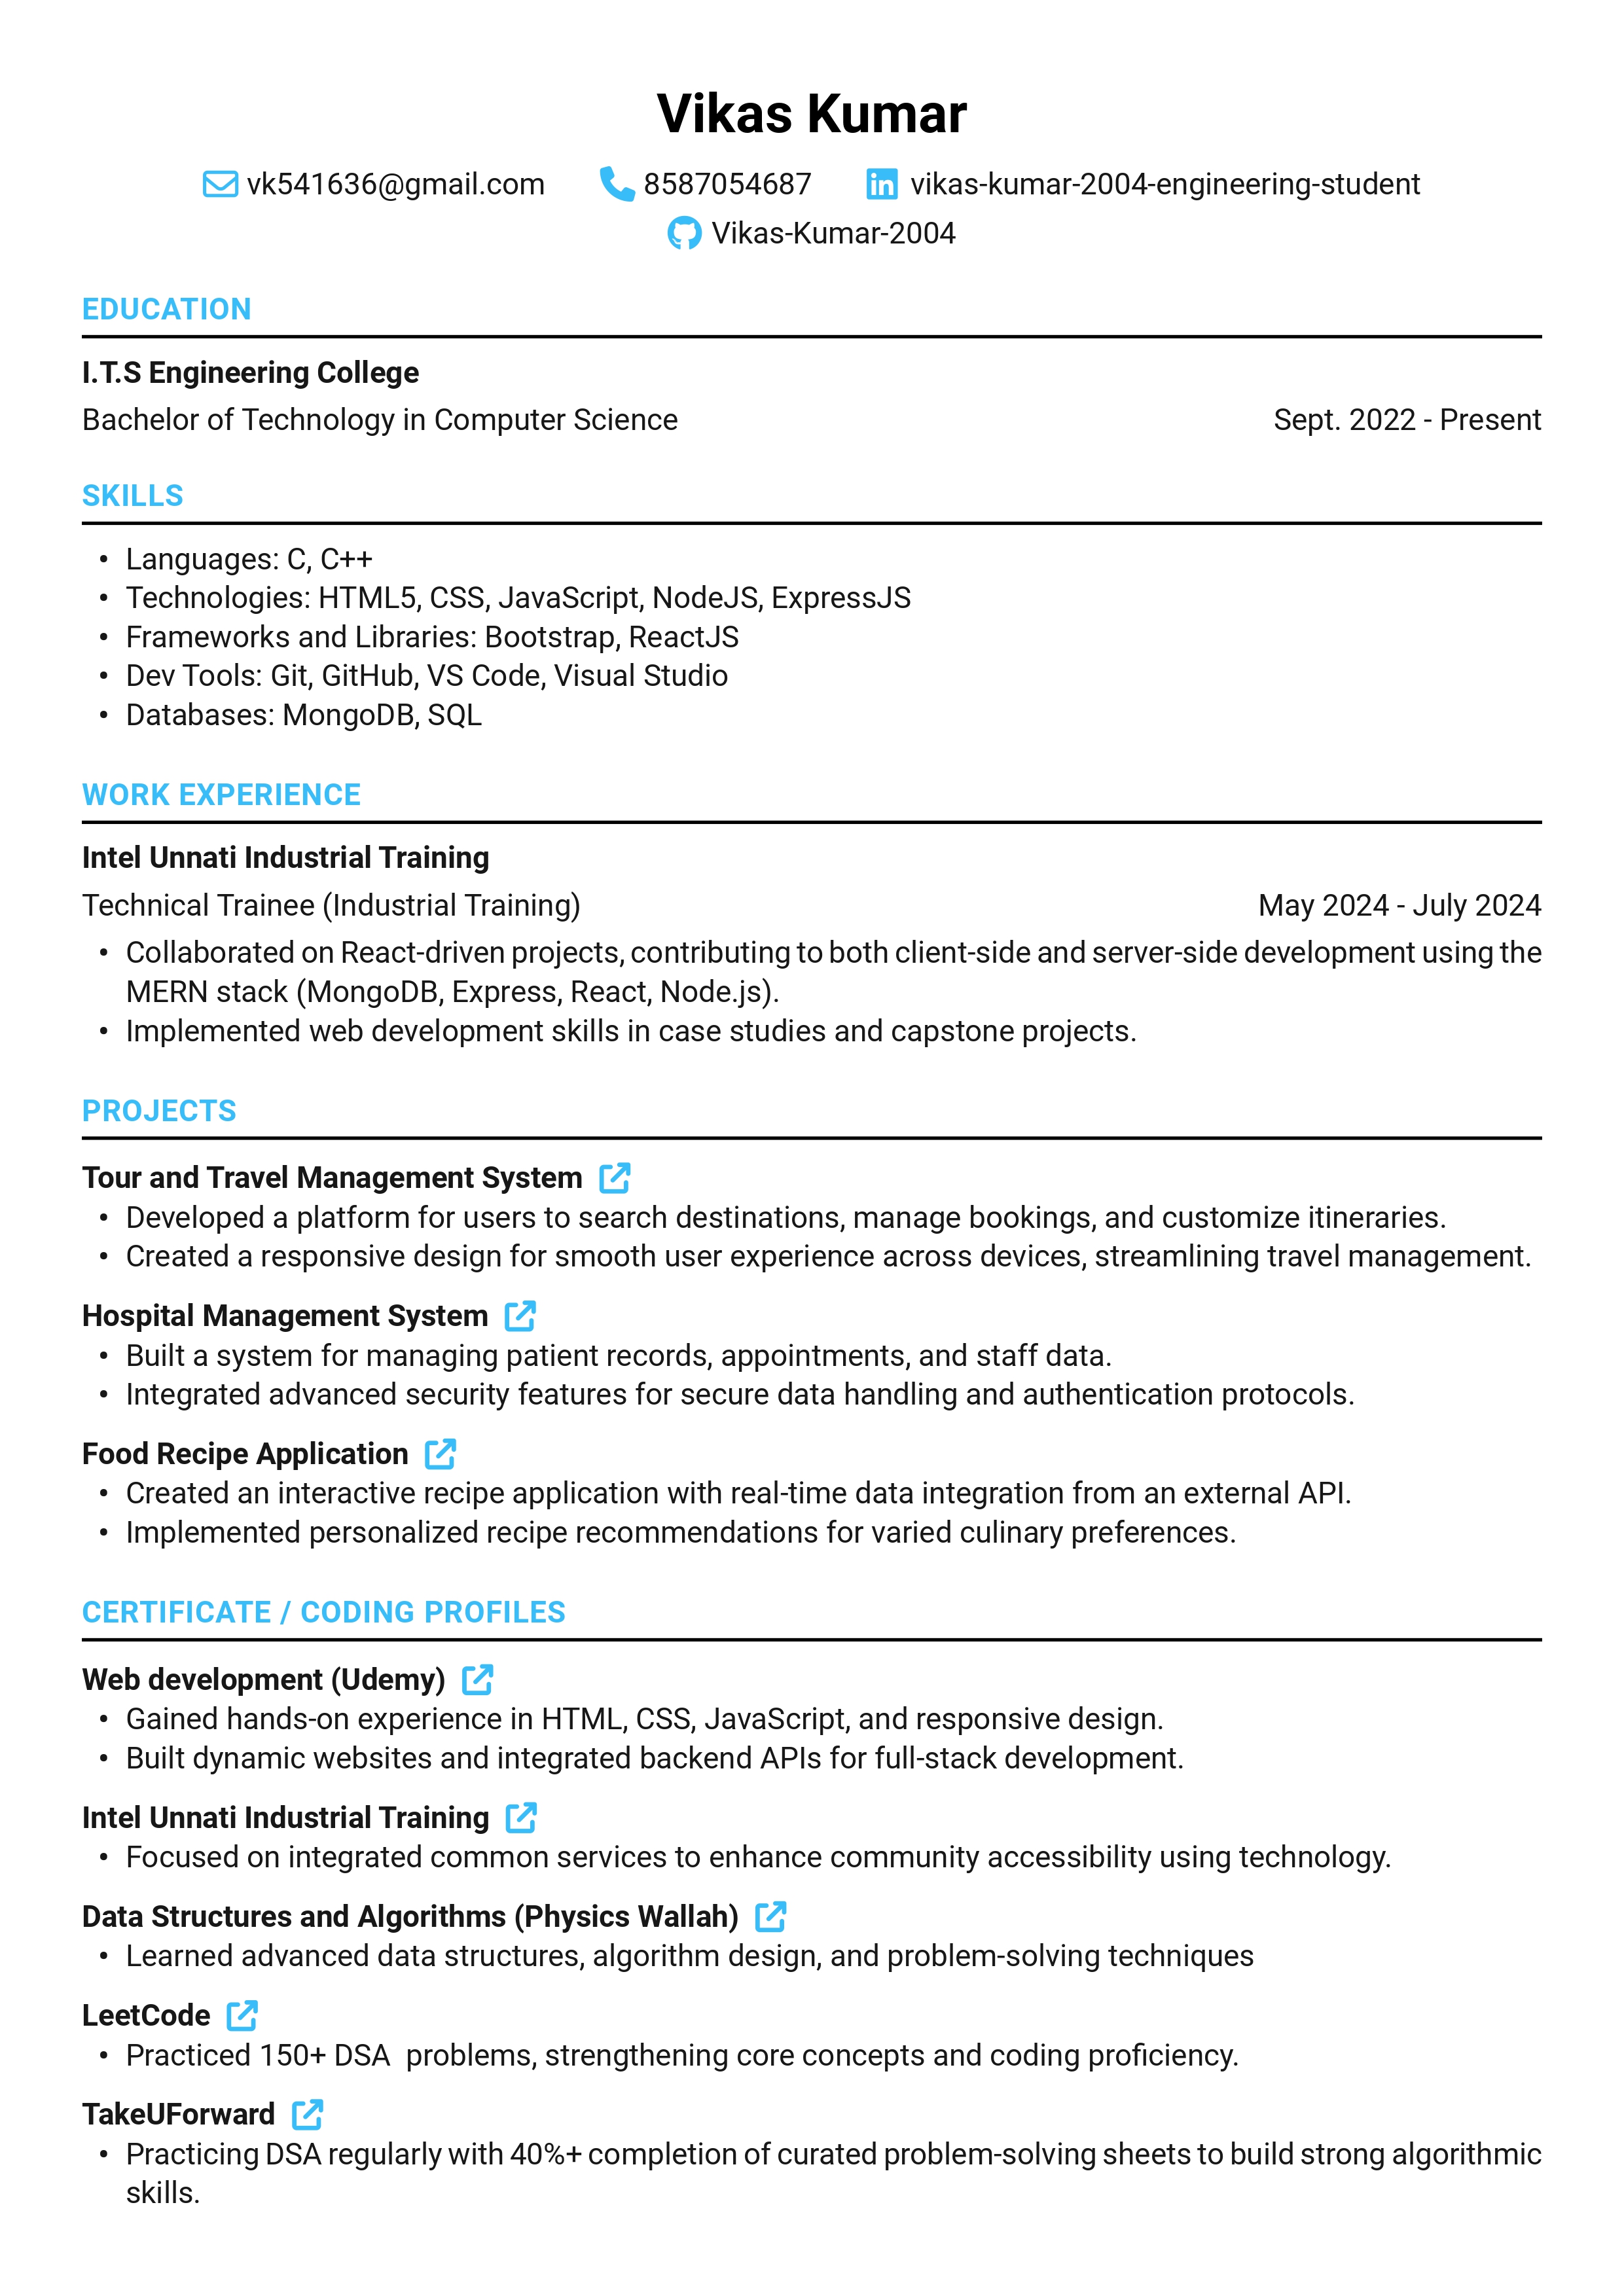 Vikas Kumar
vk541636@gmail.com 8587054687 vikas-kumar-2004-engineering-student
Vikas-Kumar-2004
EDUCATION
I.T.S Engineering College
Bachelor of Technology in Computer Science Sept. 2022 - Present
SKILLS
• Languages: C, C++
• Technologies: HTML5, CSS, JavaScript, NodeJS, ExpressJS
• Frameworks and Libraries: Bootstrap, ReactJS
• Dev Tools: Git, GitHub, VS Code, Visual Studio
• Databases: MongoDB, SQL
WORK EXPERIENCE
Intel Unnati Industrial Training
Technical Trainee (Industrial Training) May 2024 - July 2024
• Collaborated on React-driven projects, contributing to both client-side and server-side development using the
MERN stack (MongoDB, Express, React, Node.js).
• Implemented web development skills in case studies and capstone projects.
PROJECTS
Tour and Travel Management System
• Developed a platform for users to search destinations, manage bookings, and customize itineraries.
• Created a responsive design for smooth user experience across devices, streamlining travel management.
Hospital Management System
• Built a system for managing patient records, appointments, and staff data.
• Integrated advanced security features for secure data handling and authentication protocols.
Food Recipe Application
• Created an interactive recipe application with real-time data integration from an external API.
• Implemented personalized recipe recommendations for varied culinary preferences.
CERTIFICATE / CODING PROFILES
Web development (Udemy)
• Gained hands-on experience in HTML, CSS, JavaScript, and responsive design.
• Built dynamic websites and integrated backend APIs for full-stack development.
Intel Unnati Industrial Training
• Focused on integrated common services to enhance community accessibility using technology.
Data Structures and Algorithms (Physics Wallah)
• Learned advanced data structures, algorithm design, and problem-solving techniques
LeetCode
• Practiced 150+ DSA problems, strengthening core concepts and coding proficiency.
TakeUForward
• Practicing DSA regularly with 40%+ completion of curated problem-solving sheets to build strong algorithmic
skills.